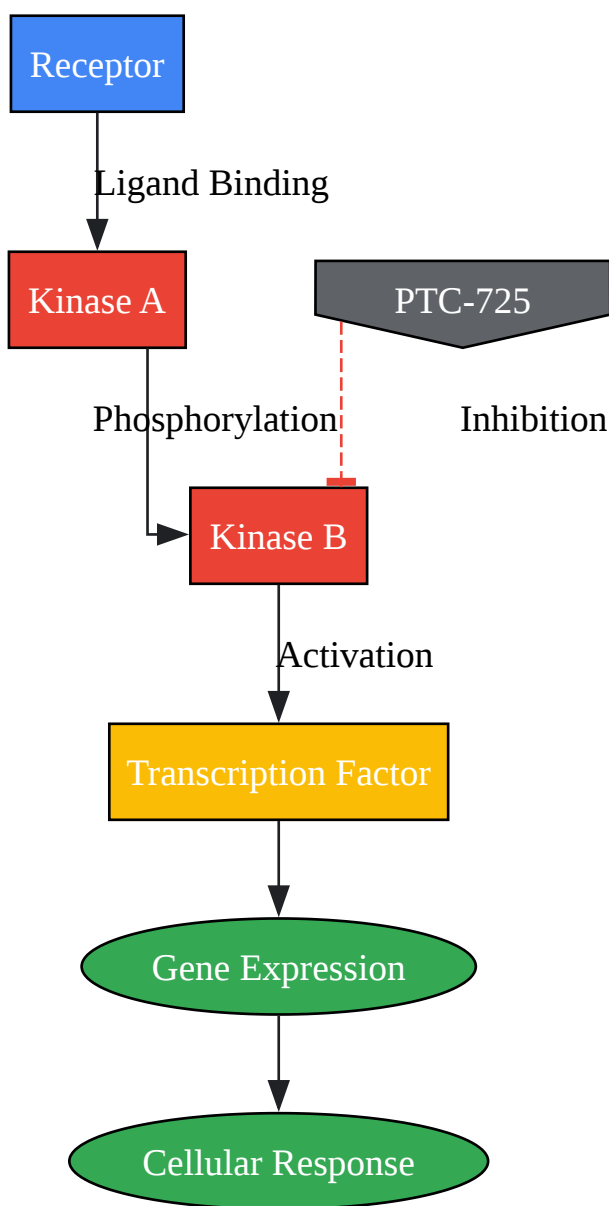 Receptor
Ligand Binding
Kinase A
PTC-725
Phosphorylation
Inhibition
Kinase B
Activation
Transcription Factor
Gene Expression
Cellular Response